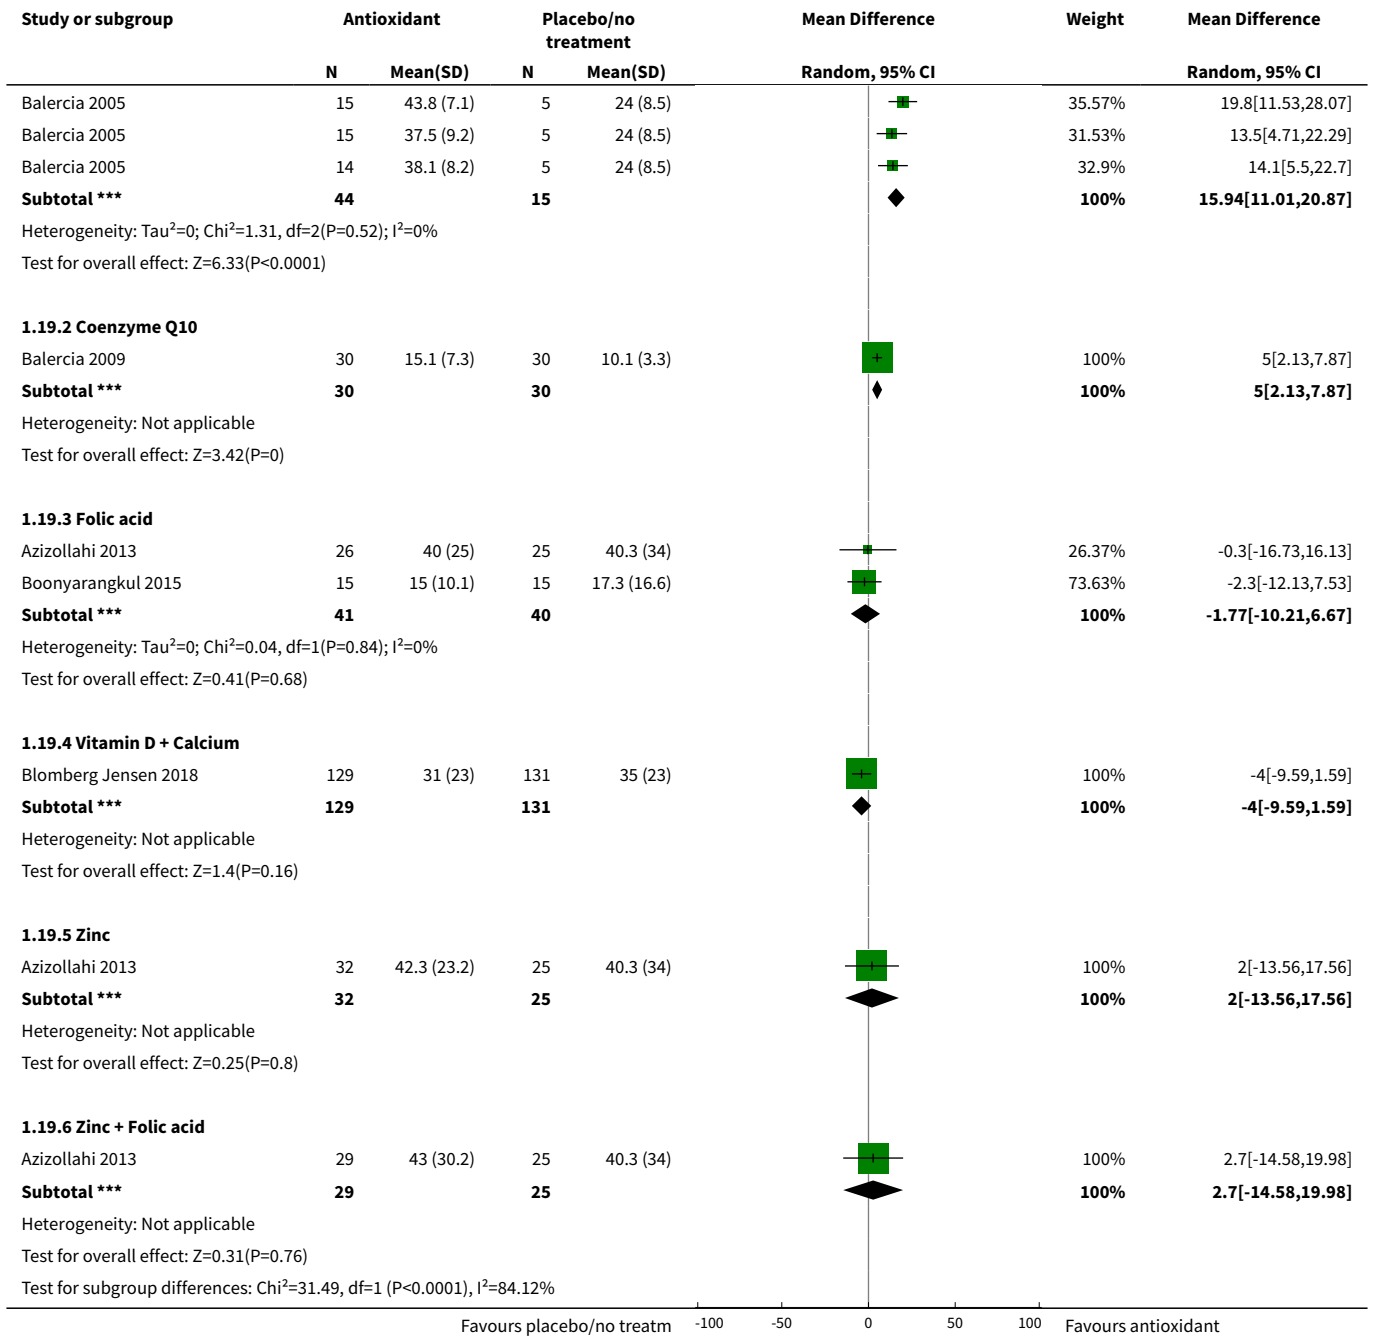 Study or subgroup Antioxidant Placebo/no treatment Mean Difference Weight Mean Difference
N Mean(SD) N Mean(SD) Random, 95% CI Random, 95% CI
Balercia 2005 15 43.8 (7.1) 5 24 (8.5) 35.57% 19.8[11.53,28.07]
Balercia 2005 15 37.5 (9.2) 5 24 (8.5) 31.53% 13.5[4.71,22.29]
Balercia 2005 14 38.1 (8.2) 5 24 (8.5) 32.9% 14.1[5.5,22.7]
Subtotal *** 44 15 100% 15.94[11.01,20.87]
Heterogeneity: Tau²=0; Chi²=1.31, df=2(P=0.52); I²=0%
Test for overall effect: Z=6.33(P<0.0001)
1.19.2 Coenzyme Q10
Balercia 2009 30 15.1 (7.3) 30 10.1 (3.3) 100% 5[2.13,7.87]
Subtotal *** 30 30 100% 5[2.13,7.87]
Heterogeneity: Not applicable
Test for overall effect: Z=3.42(P=0)
1.19.3 Folic acid
Azizollahi 2013 26 40 (25) 25 40.3 (34) 26.37% -0.3[-16.73,16.13]
Boonyarangkul 2015 15 15 (10.1) 15 17.3 (16.6) 73.63% -2.3[-12.13,7.53]
Subtotal *** 41 40 100% -1.77[-10.21,6.67]
Heterogeneity: Tau²=0; Chi²=0.04, df=1(P=0.84); I²=0%
Test for overall effect: Z=0.41(P=0.68)
1.19.4 Vitamin D + Calcium
Blomberg Jensen 2018 129 31 (23) 131 35 (23) 100% -4[-9.59,1.59]
Subtotal *** 129 131 100% -4[-9.59,1.59]
Heterogeneity: Not applicable
Test for overall effect: Z=1.4(P=0.16)
1.19.5 Zinc
Azizollahi 2013 32 42.3 (23.2) 25 40.3 (34) 100% 2[-13.56,17.56]
Subtotal *** 32 25 100% 2[-13.56,17.56]
Heterogeneity: Not applicable
Test for overall effect: Z=0.25(P=0.8)
1.19.6 Zinc + Folic acid
Azizollahi 2013 29 43 (30.2) 25 40.3 (34) 100% 2.7[-14.58,19.98]
Subtotal *** 29 25 100% 2.7[-14.58,19.98]
Heterogeneity: Not applicable
Test for overall effect: Z=0.31(P=0.76)
Test for subgroup differences: Chi²=31.49, df=1 (P<0.0001), I²=84.12%
Favours placebo/no treatm -100 -50 0 50 100 Favours antioxidant